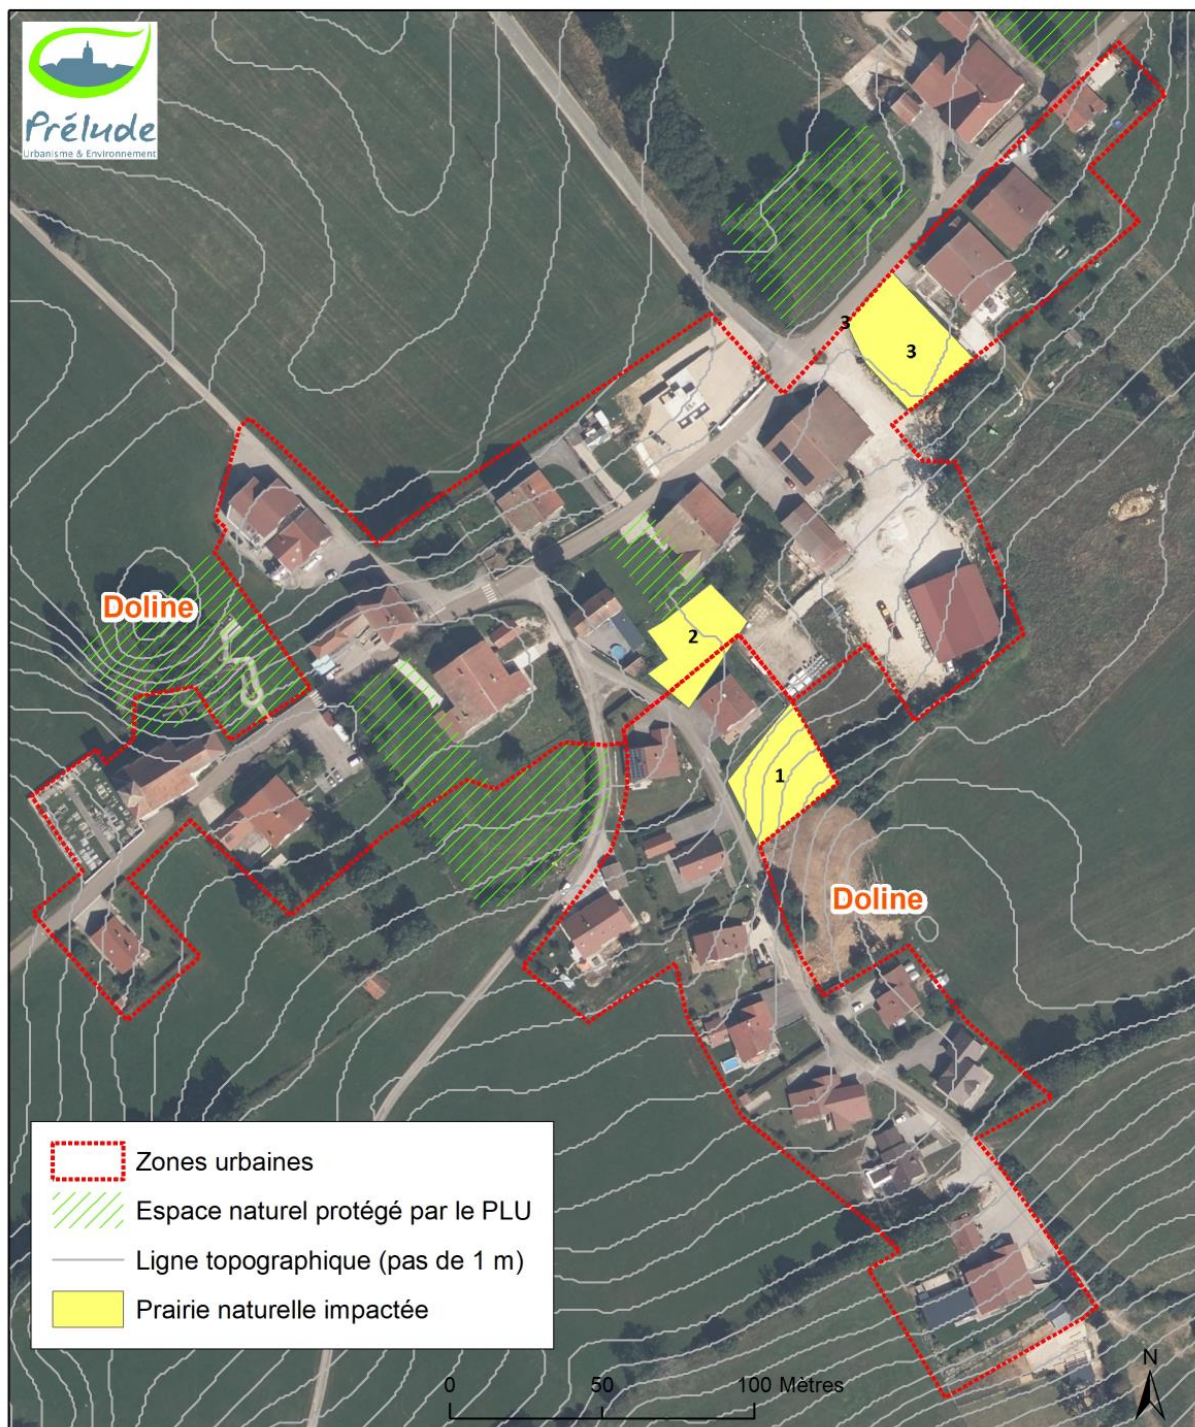 Prélude
Urbanisme & Environnement
3
3
Doline
2
1
Doline
Zones urbaines
Espace naturel protégé par le PLU
Ligne topographique (pas de 1 m)
Prairie naturelle impactée
0 50 100 Mètres
N